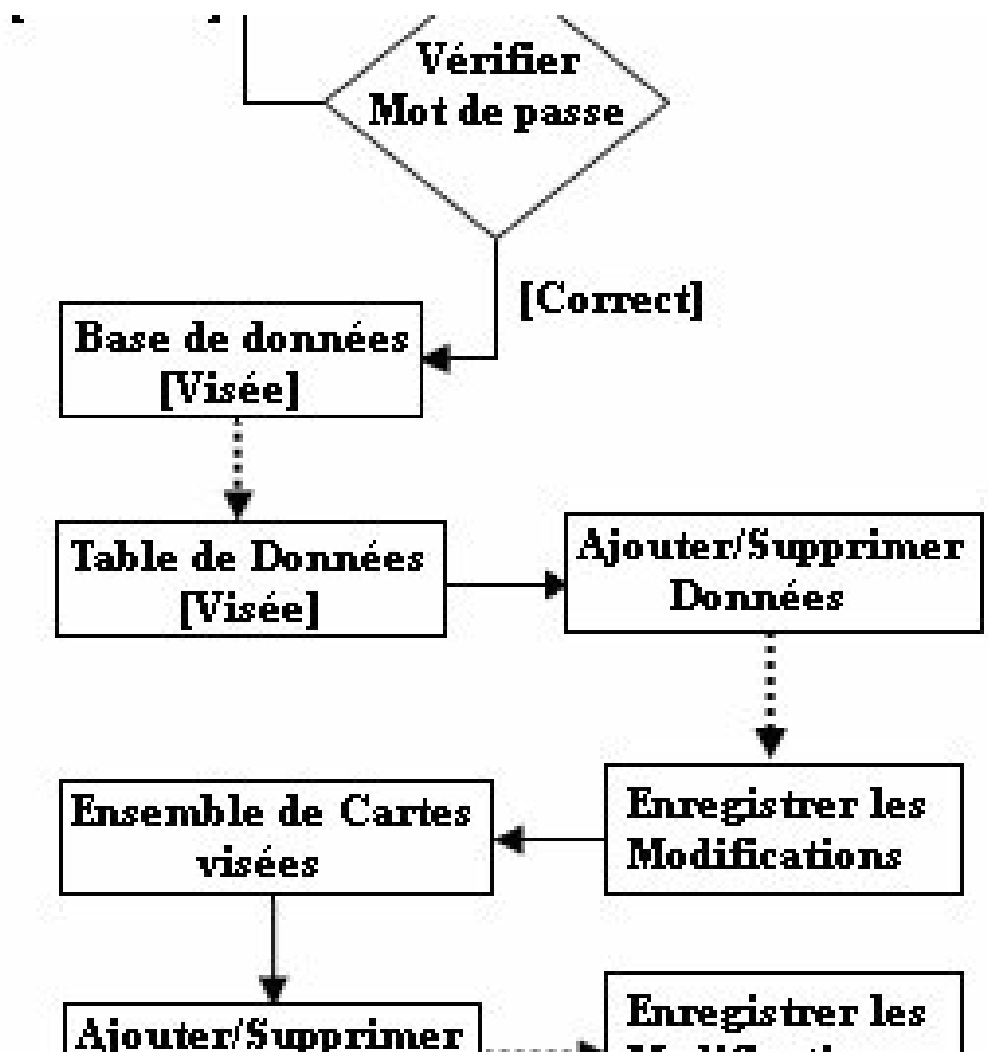 Vérifier
Mot de passe
[Correct]
Base de données
[Visée]
Table de Données
[Visée]
Ajouter/Supprimer
Données
Enregistrer les
Modifications
Ensemble de Cartes
visées
Ajouter/Supprimer
Enregistrer les